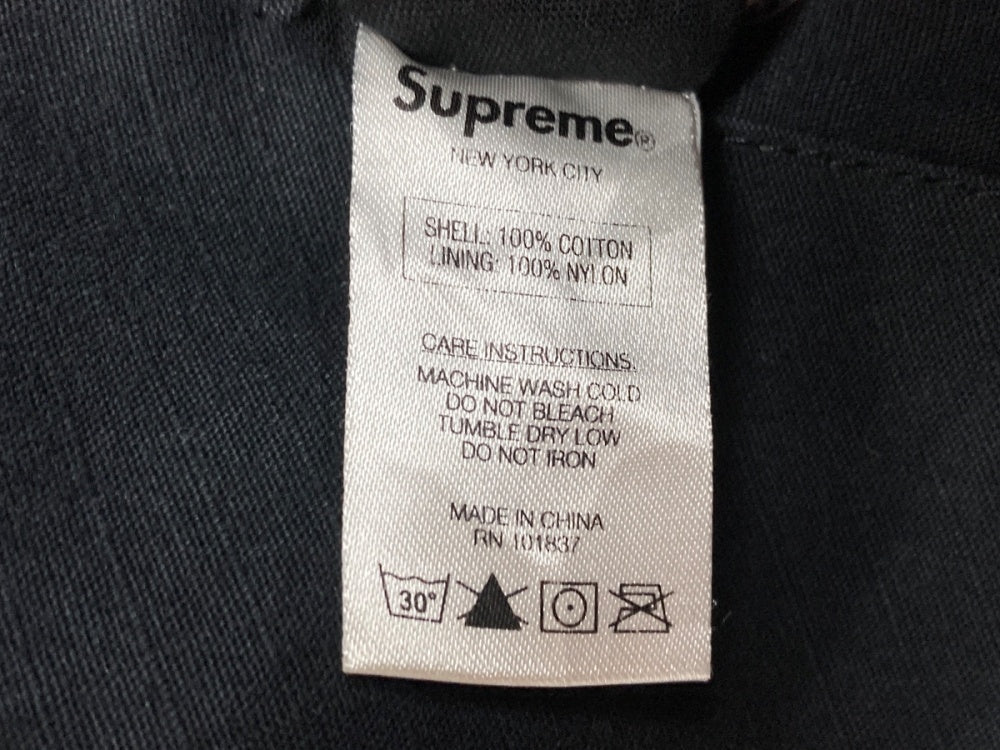 Supreme®
NEW YORK CITY
SHELL: 100% COTTON
LINING: 100% NYLON
CARE INSTRUCTIONS:
MACHINE WASH COLD
DO NOT BLEACH
TUMBLE DRY LOW
DO NOT IRON
MADE IN CHINA
RN 101837
30°